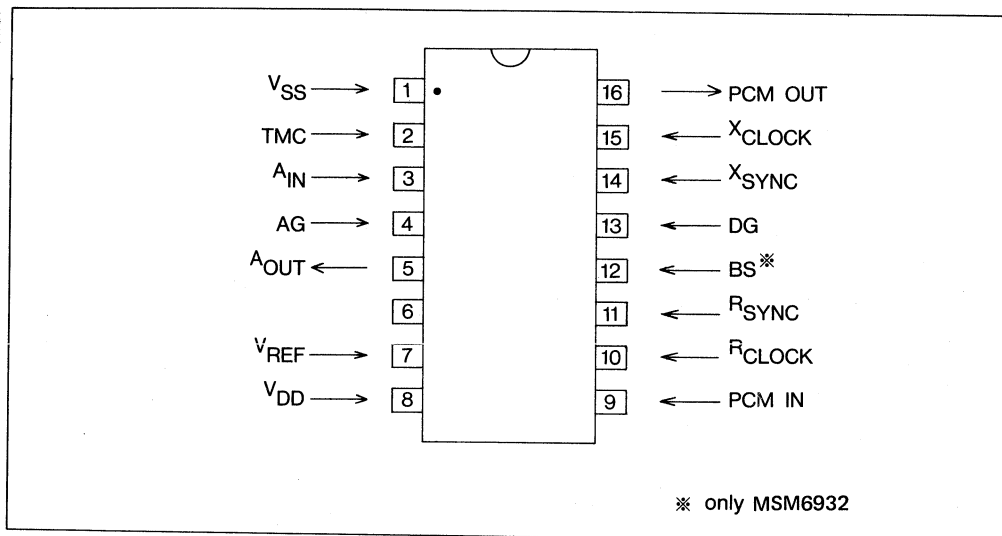 VSS 1 16 PCM OUT
TMC 2 15 XCLOCK
AIN 3 14 XSYNC
AG 4 13 DG
AOUT 5 12 BS※
6 11 RSYNC
VREF 7 10 RCLOCK
VDD 8 9 PCM IN
※ only MSM6932